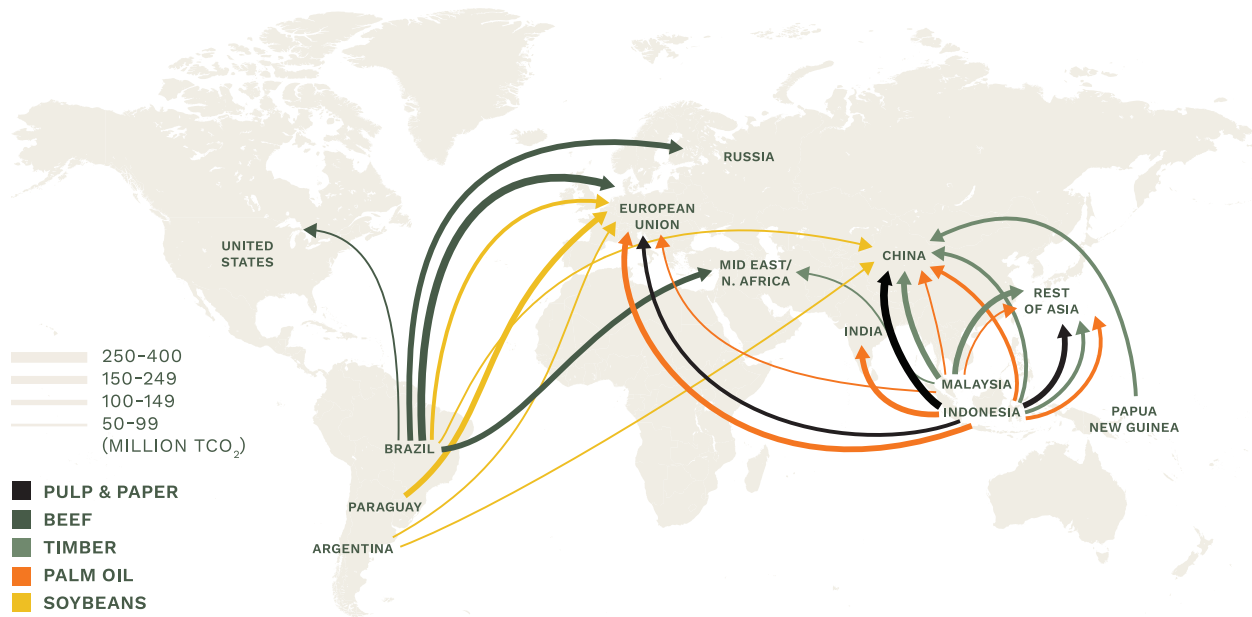 RUSSIA
EUROPEAN
UNION
UNITED
STATES
CHINA
MID EAST/
N. AFRICA
REST
OF ASIA
INDIA
MALAYSIA
INDONESIA
PAPUA
NEW GUINEA
BRAZIL
PARAGUAY
ARGENTINA
250–400
150–249
100–149
50–99
(MILLION TCO₂)
PULP & PAPER
BEEF
TIMBER
PALM OIL
SOYBEANS